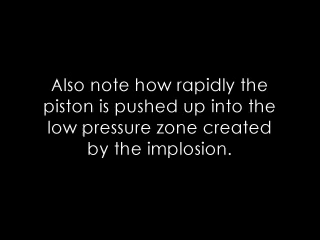 Also note how rapidly the
piston is pushed up into the
low pressure zone created
by the implosion.